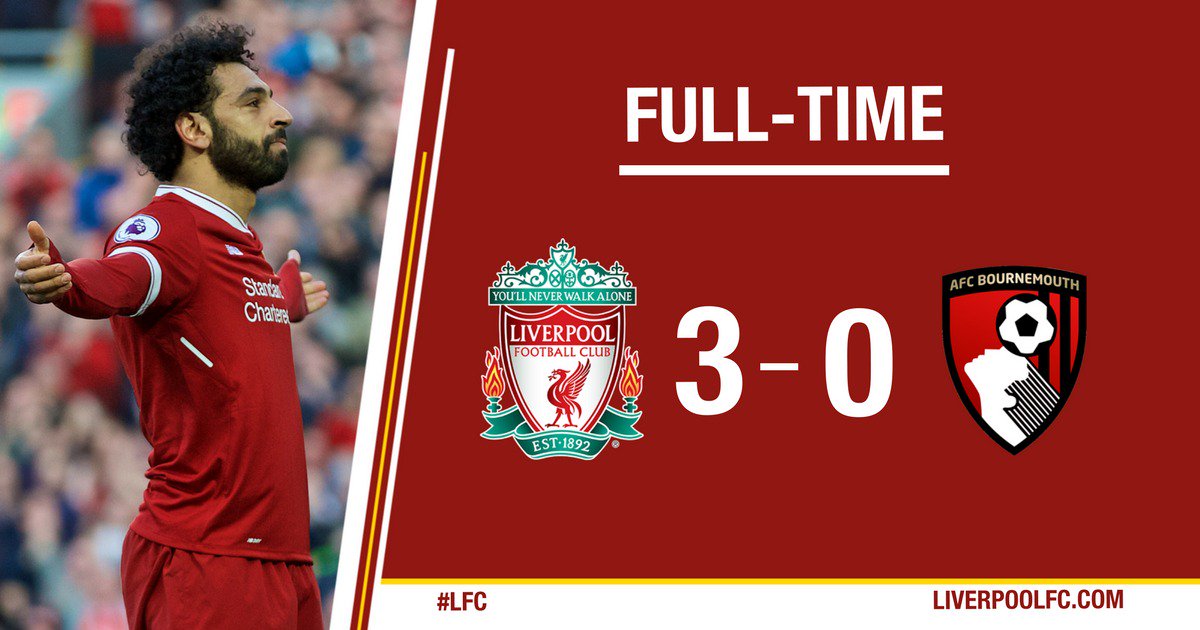 FULL-TIME
YOU'LL NEVER WALK ALONE
LIVERPOOL
FOOTBALL CLUB
EST·1892
3 - 0
AFC BOURNEMOUTH
Standard
Chartered
#LFC
LIVERPOOLFC.COM